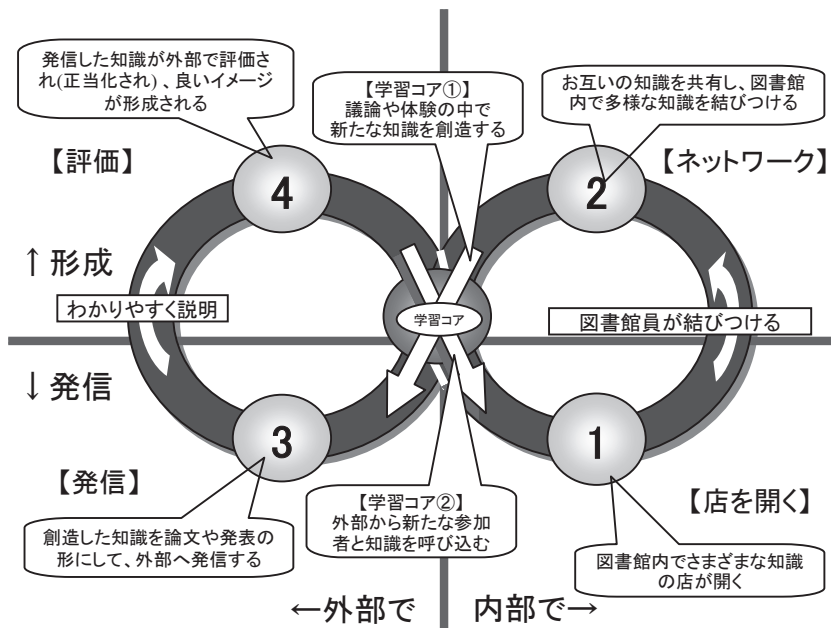 発信した知識が外部で評価さ
れ(正当化され)、良いイメージ
が形成される
【学習コア①】
議論や体験の中で
新たな知識を創造する
お互いの知識を共有し、図書館
内で多様な知識を結びつける
【評価】
【ネットワーク】
4
2
↑形成
わかりやすく説明
学習コア
図書館員が結びつける
↓発信
3
1
【発信】
【学習コア②】
外部から新たな参加
者と知識を呼び込む
【店を開く】
創造した知識を論文や発表の
形にして、外部へ発信する
図書館内でさまざまな知識
の店が開く
←外部で
内部で→